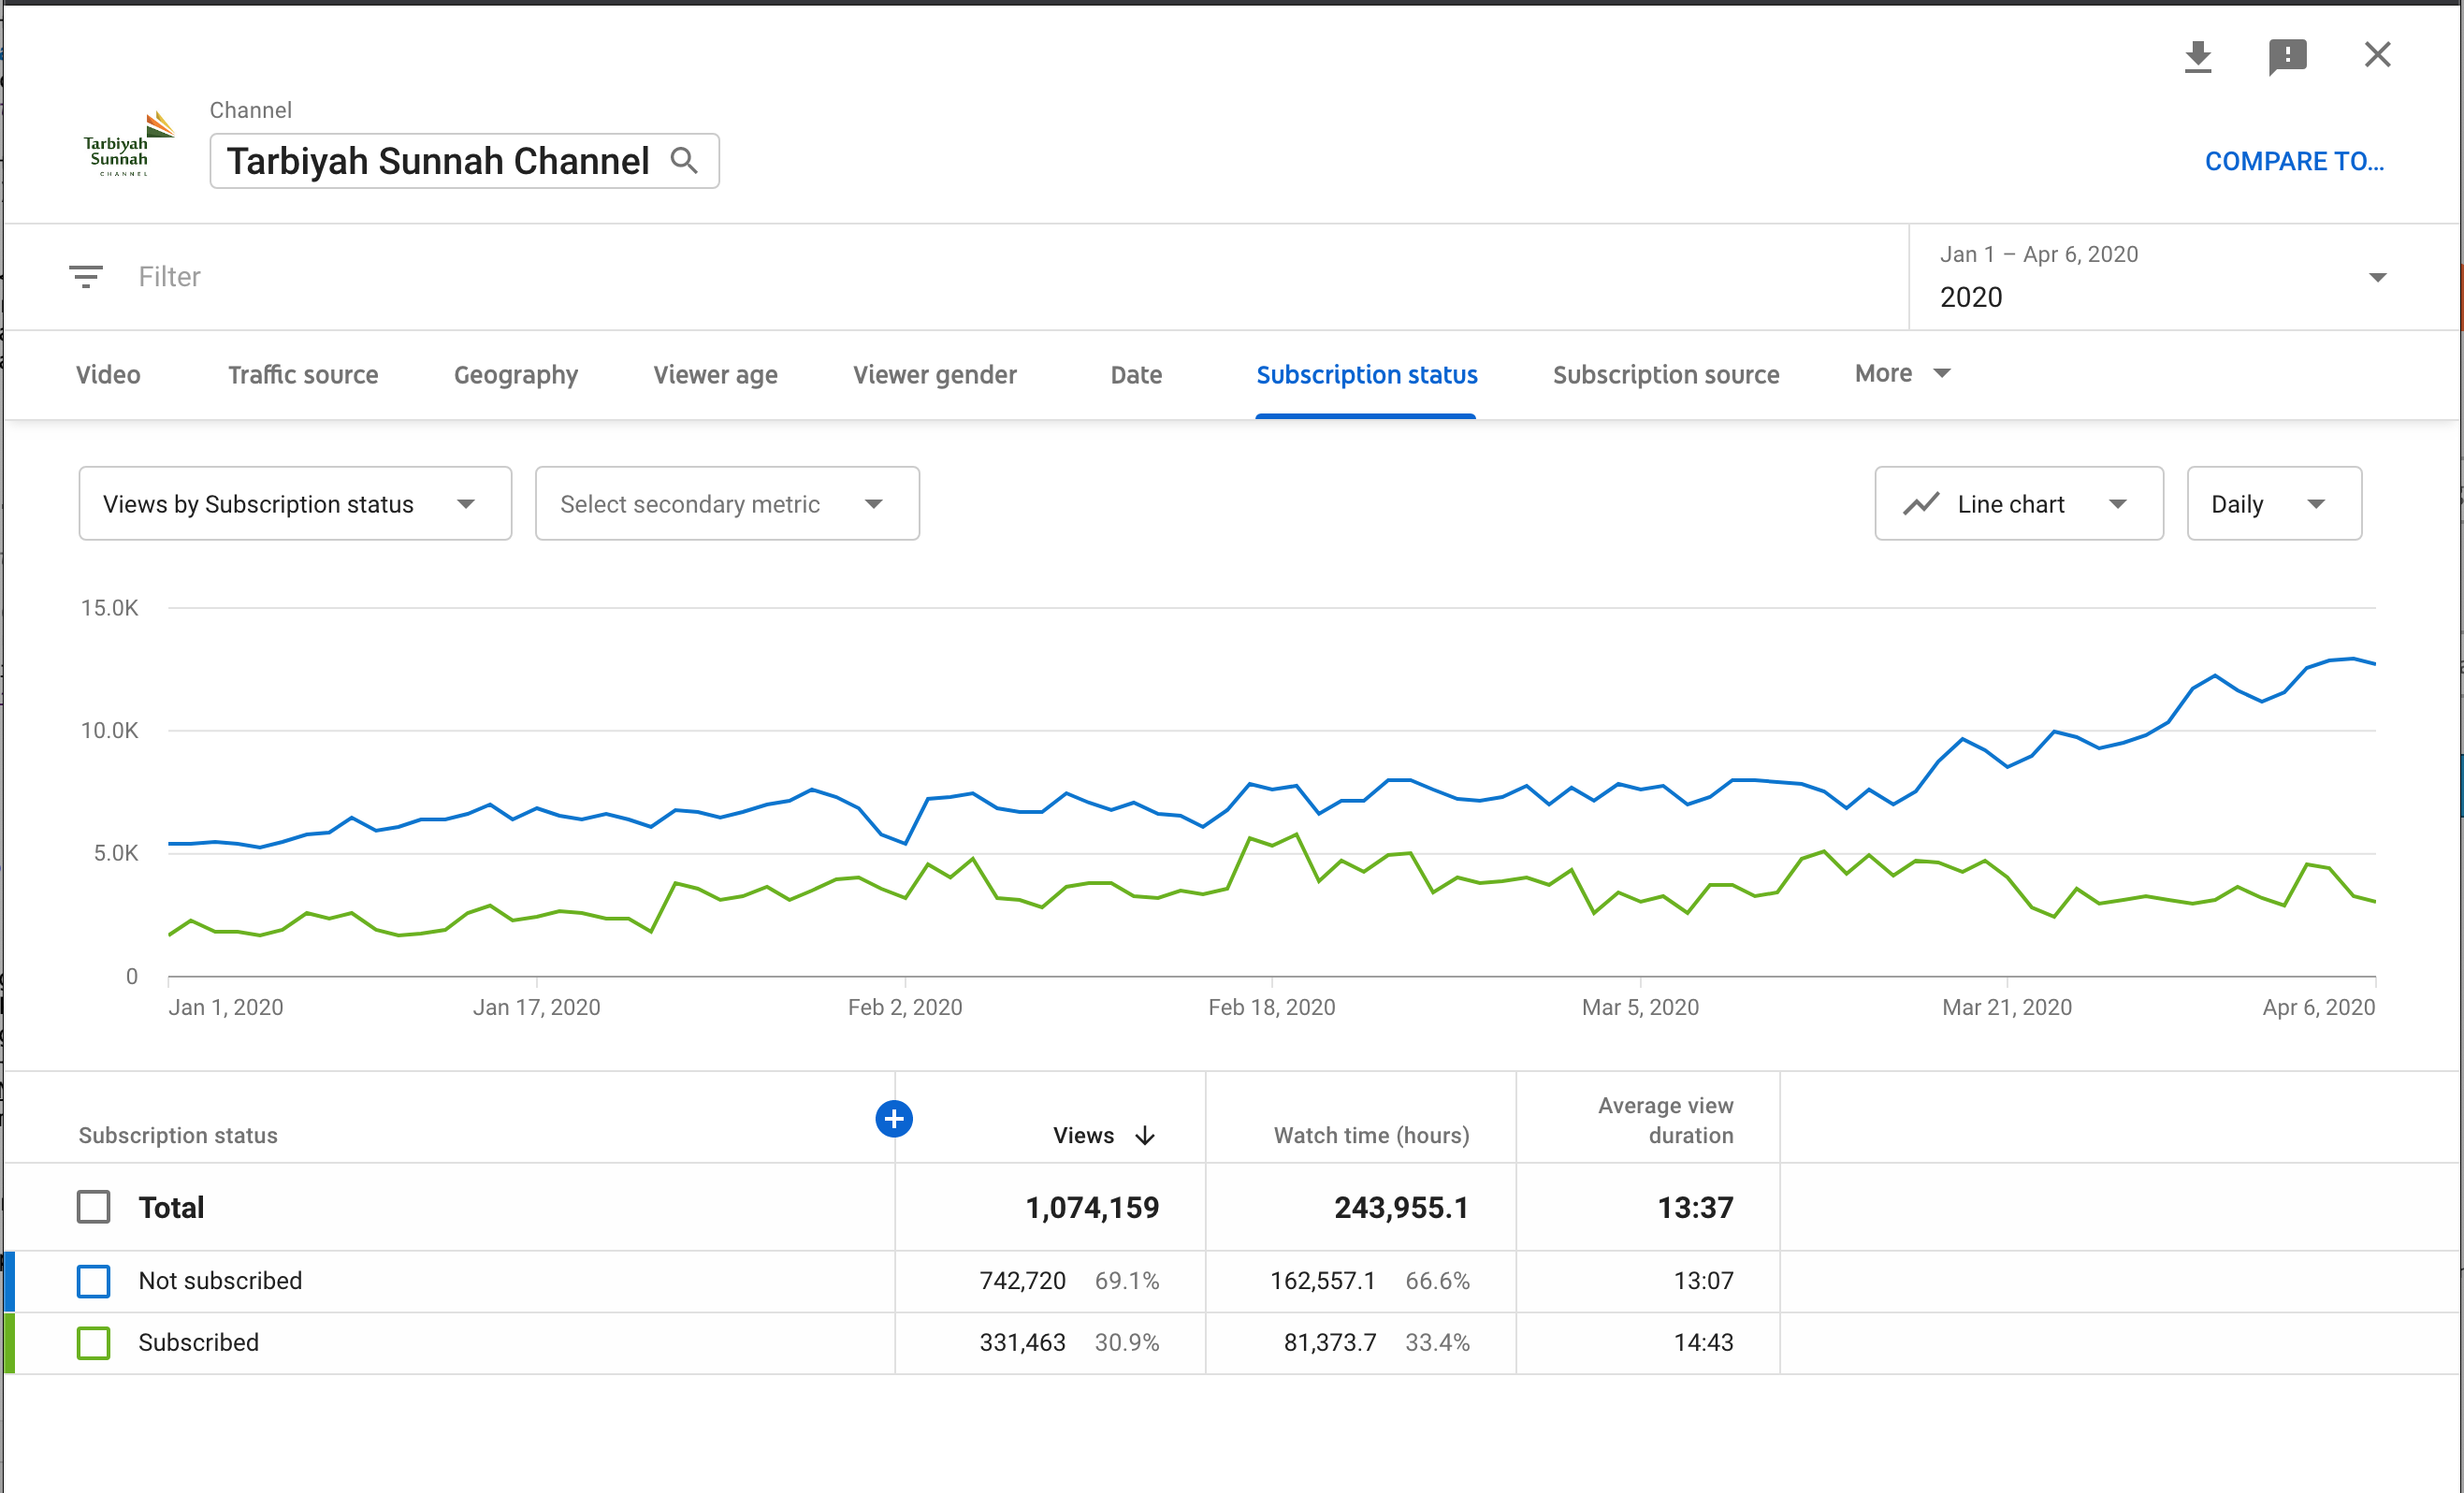 Channel
Tarbiyah
Sunnah
CHANNEL
Tarbiyah Sunnah Channel
COMPARE TO...
Filter
Jan 1 – Apr 6, 2020
2020
Video Traffic source Geography Viewer age Viewer gender Date Subscription status Subscription source More
Views by Subscription status Select secondary metric Line chart Daily
15.0K
10.0K
5.0K
0
Jan 1, 2020 Jan 17, 2020 Feb 2, 2020 Feb 18, 2020 Mar 5, 2020 Mar 21, 2020 Apr 6, 2020
Subscription status Views Watch time (hours) Average view
duration
Total 1,074,159 243,955.1 13:37
Not subscribed 742,720 69.1% 162,557.1 66.6% 13:07
Subscribed 331,463 30.9% 81,373.7 33.4% 14:43